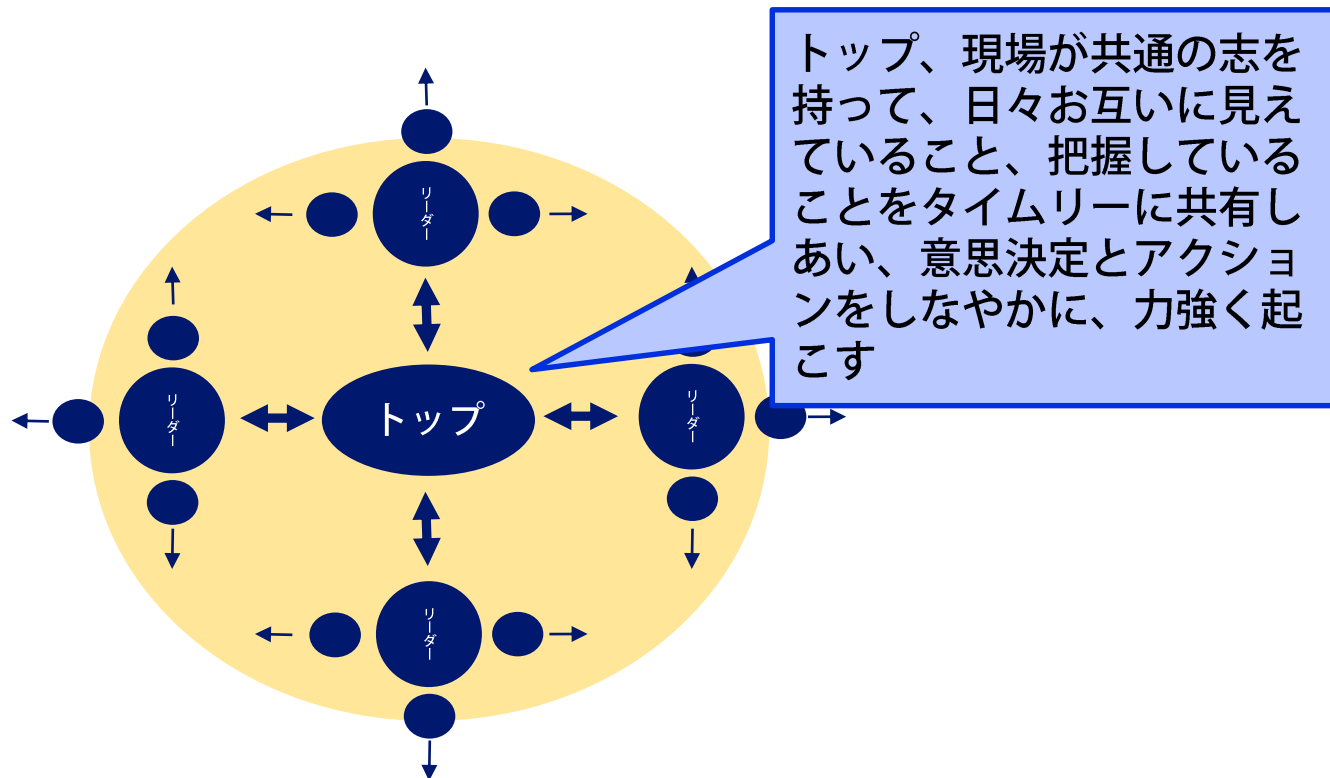 トップ、現場が共通の志を
持って、日々お互いに見え
ていること、把握している
ことをタイムリーに共有し
あい、意思決定とアクショ
ンをしなやかに、力強く起
こす
リーダー
リーダー
トップ
リーダー
リーダー